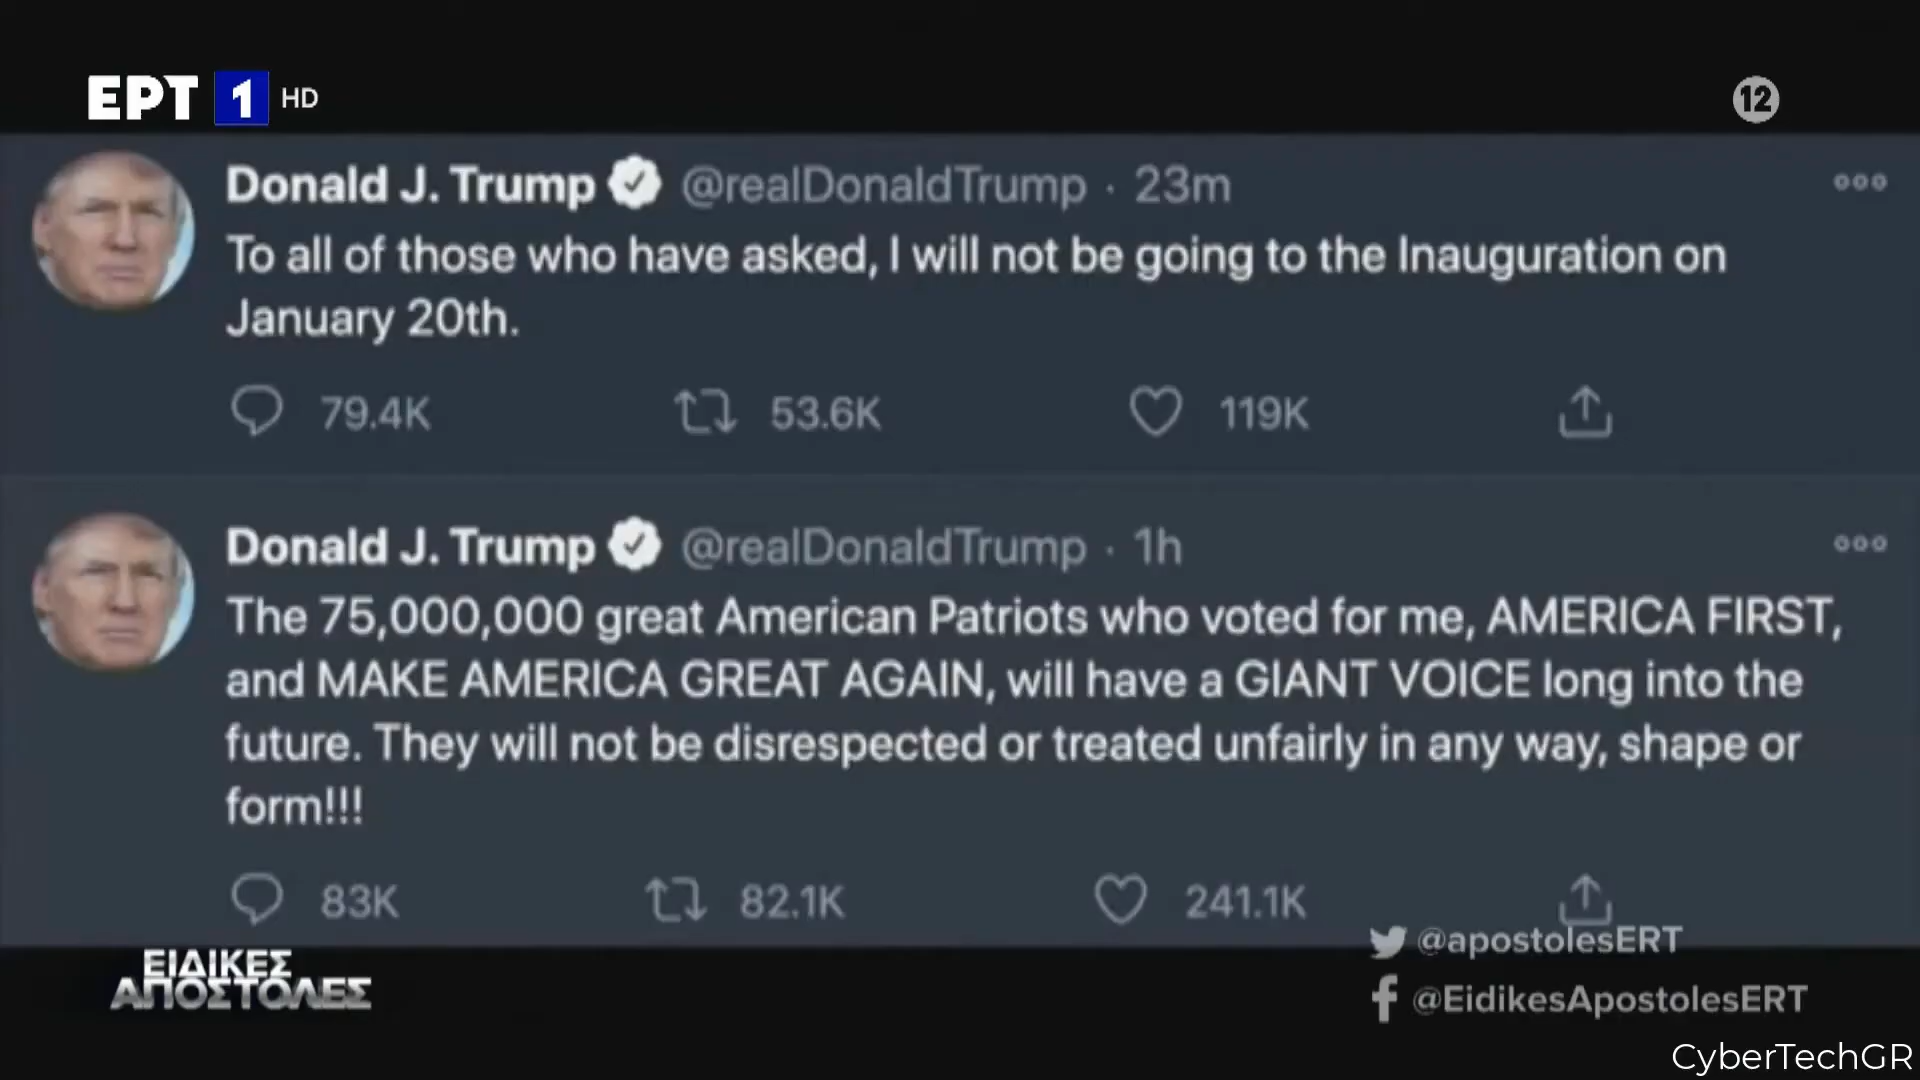 ΕΡΤ 1 HD
12
Donald J. Trump @realDonaldTrump · 23m
To all of those who have asked, I will not be going to the Inauguration on
January 20th.
79.4K 53.6K 119K
Donald J. Trump @realDonaldTrump · 1h
The 75,000,000 great American Patriots who voted for me, AMERICA FIRST,
and MAKE AMERICA GREAT AGAIN, will have a GIANT VOICE long into the
future. They will not be disrespected or treated unfairly in any way, shape or
form!!!
83K 82.1K 241.1K
ΕΙΔΙΚΕΣ
ΑΠΟΣΤΟΛΕΣ
@apostolesERT
@EidikesApostolesERT
CyberTechGR